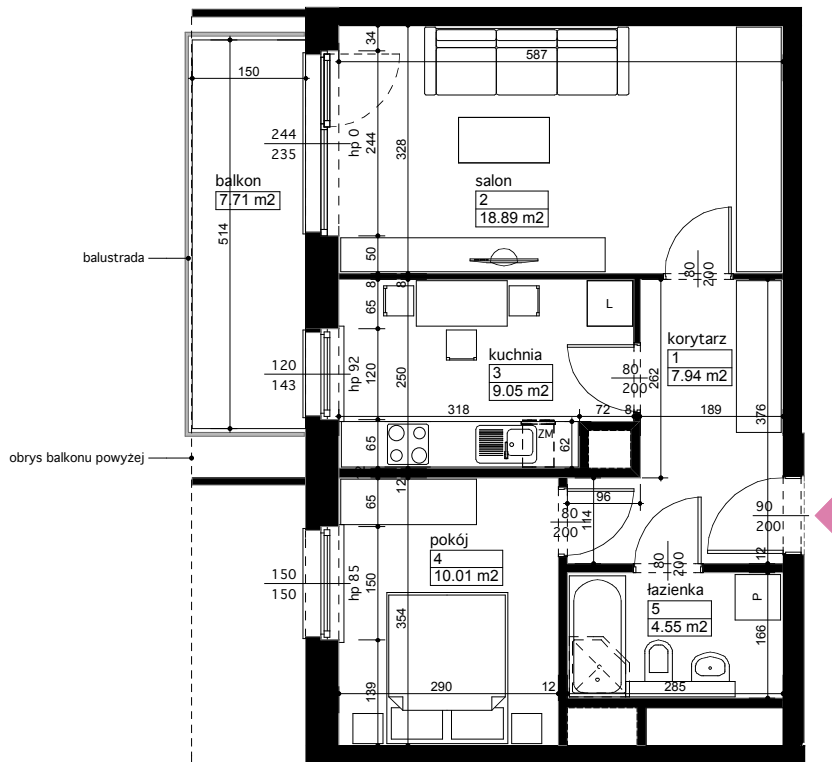 34
587
150
244
235
hp 0
244
328
balkon
7.71 m2
salon
2
18.89 m2
514
balustrada
50
8
8
80
200
65
L
korytarz
1
7.94 m2
kuchnia
3
9.05 m2
120
143
hp 92
120
250
80
200
262
318
72
8
189
376
65
ZM
62
obrys balkonu powyżej
12
12
65
96
80
200
114
90
200
pokój
4
10.01 m2
80
200
12
150
150
hp 85
150
354
łazienka
5
4.55 m2
P
166
139
290
12
285